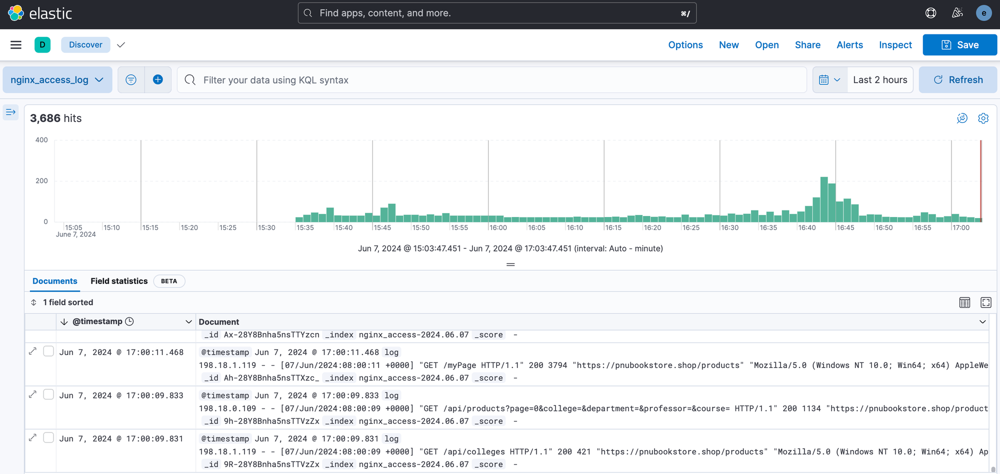 elastic
Find apps, content, and more.
⌘/
e
D
Discover
Options
New
Open
Share
Alerts
Inspect
Save
nginx_access_log
Filter your data using KQL syntax
Last 2 hours
Refresh
3,686 hits
400
200
0
15:05 15:10 15:15 15:20 15:25 15:30 15:35 15:40 15:45 15:50 15:55 16:00 16:05 16:10 16:15 16:20 16:25 16:30 16:35 16:40 16:45 16:50 16:55 17:00
June 7, 2024
Jun 7, 2024 @ 15:03:47.451 - Jun 7, 2024 @ 17:03:47.451 (interval: Auto - minute)
Documents
Field statistics
BETA
1 field sorted
@timestamp
Document
_id Ax-28Y8Bnha5nsTTYzcn _index nginx_access-2024.06.07 _score -
Jun 7, 2024 @ 17:00:11.468
@timestamp Jun 7, 2024 @ 17:00:11.468 log
198.18.1.119 - - [07/Jun/2024:08:00:11 +0000] "GET /myPage HTTP/1.1" 200 3794 "https://pnubookstore.shop/products" "Mozilla/5.0 (Windows NT 10.0; Win64; x64) AppleWe
_id Ah-28Y8Bnha5nsTTXzc_ _index nginx_access-2024.06.07 _score -
Jun 7, 2024 @ 17:00:09.833
@timestamp Jun 7, 2024 @ 17:00:09.833 log
198.18.0.109 - - [07/Jun/2024:08:00:09 +0000] "GET /api/products?page=0&college=&department=&professor=&course= HTTP/1.1" 200 1134 "https://pnubookstore.shop/product
_id 9h-28Y8Bnha5nsTTVzZx _index nginx_access-2024.06.07 _score -
Jun 7, 2024 @ 17:00:09.831
@timestamp Jun 7, 2024 @ 17:00:09.831 log
198.18.1.119 - - [07/Jun/2024:08:00:09 +0000] "GET /api/colleges HTTP/1.1" 200 421 "https://pnubookstore.shop/products" "Mozilla/5.0 (Windows NT 10.0; Win64; x64) Ap
_id 9R-28Y8Bnha5nsTTVzZx _index nginx_access-2024.06.07 _score -